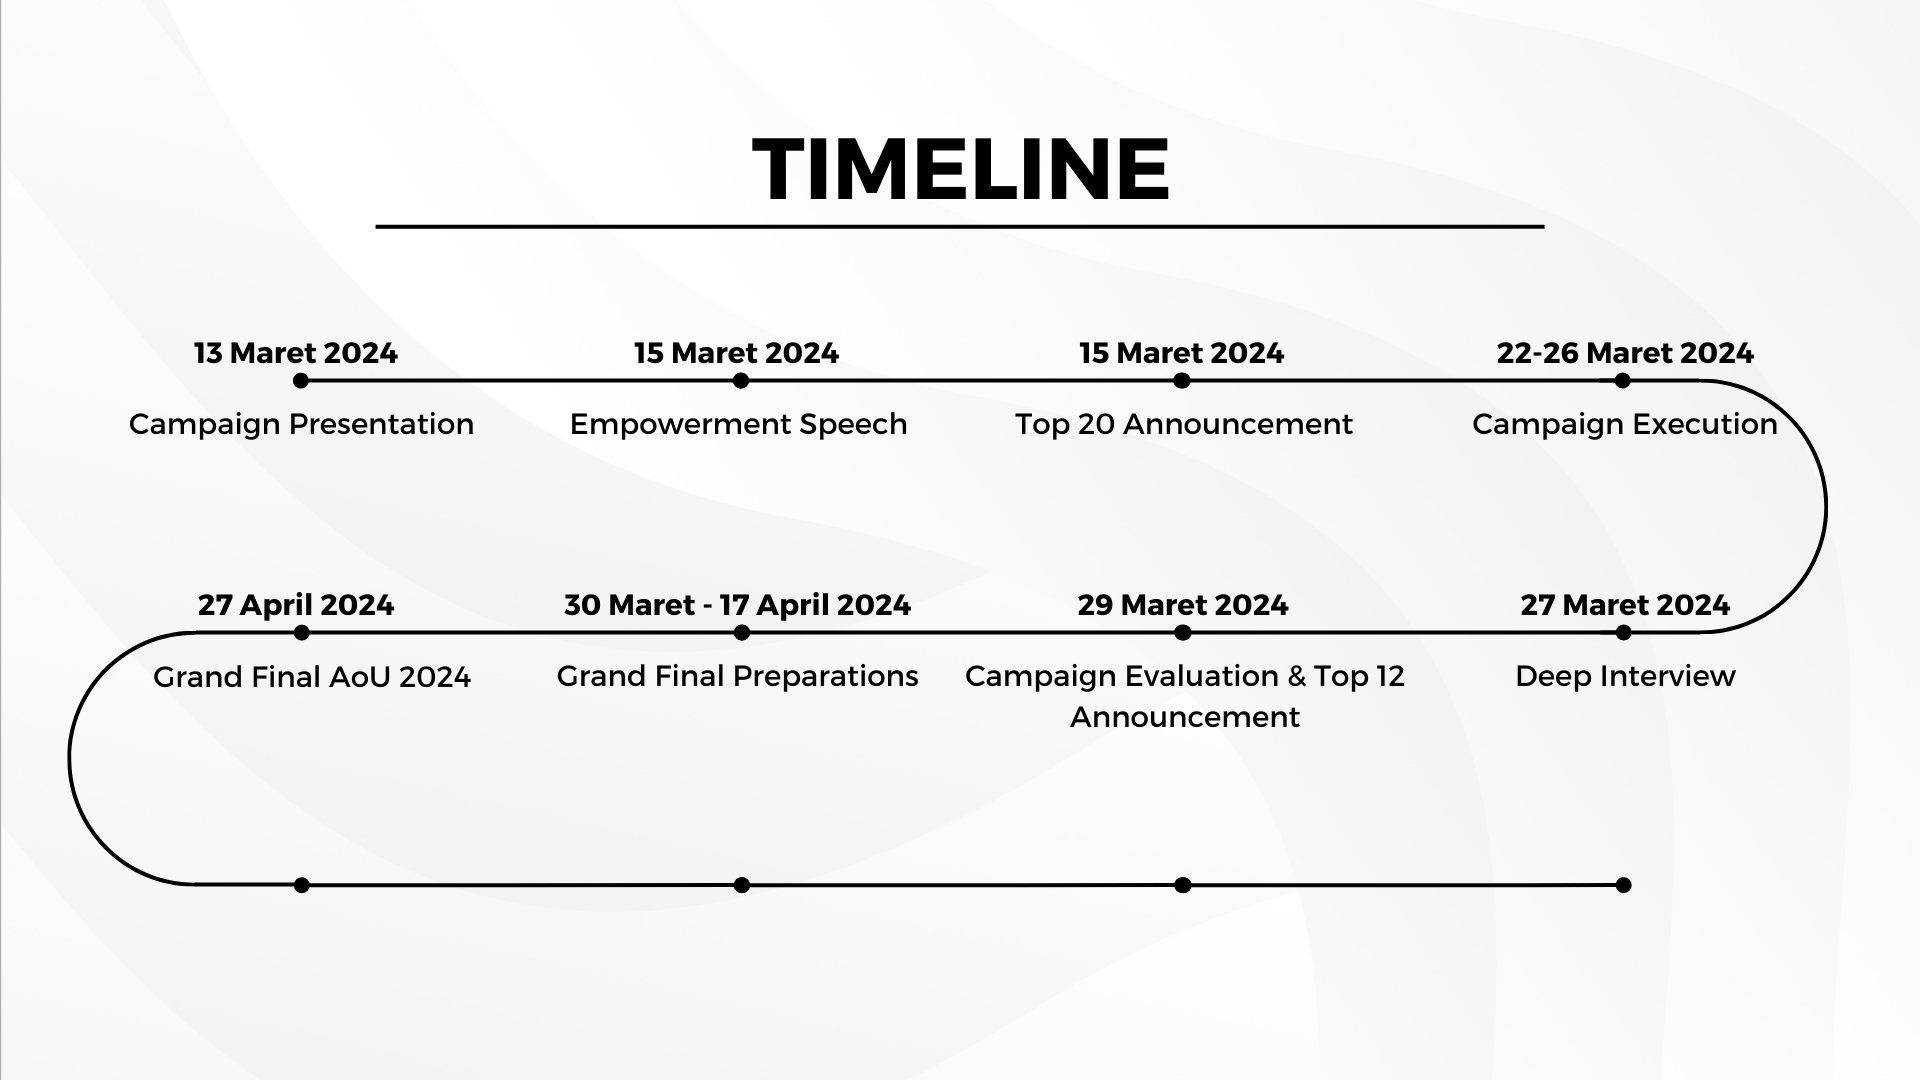 TIMELINE
13 Maret 2024
Campaign Presentation
15 Maret 2024
Empowerment Speech
15 Maret 2024
Top 20 Announcement
22-26 Maret 2024
Campaign Execution
27 Maret 2024
Deep Interview
29 Maret 2024
Campaign Evaluation & Top 12
Announcement
30 Maret - 17 April 2024
Grand Final Preparations
27 April 2024
Grand Final AoU 2024